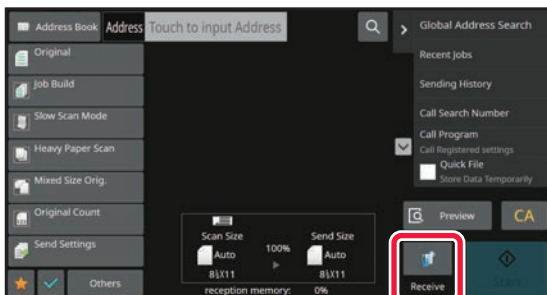 Address Book
Address
Touch to input Address
Original
Job Build
Slow Scan Mode
Heavy Paper Scan
Mixed Size Orig.
Original Count
Send Settings
Others
Scan Size
Auto
8½X11
100%
Send Size
Auto
8½X11
reception memory: 0%
Global Address Search
Recent Jobs
Sending History
Call Search Number
Call Program
Call Registered settings
Quick File
Store Data Temporarily
Preview
CA
Receive
Scan